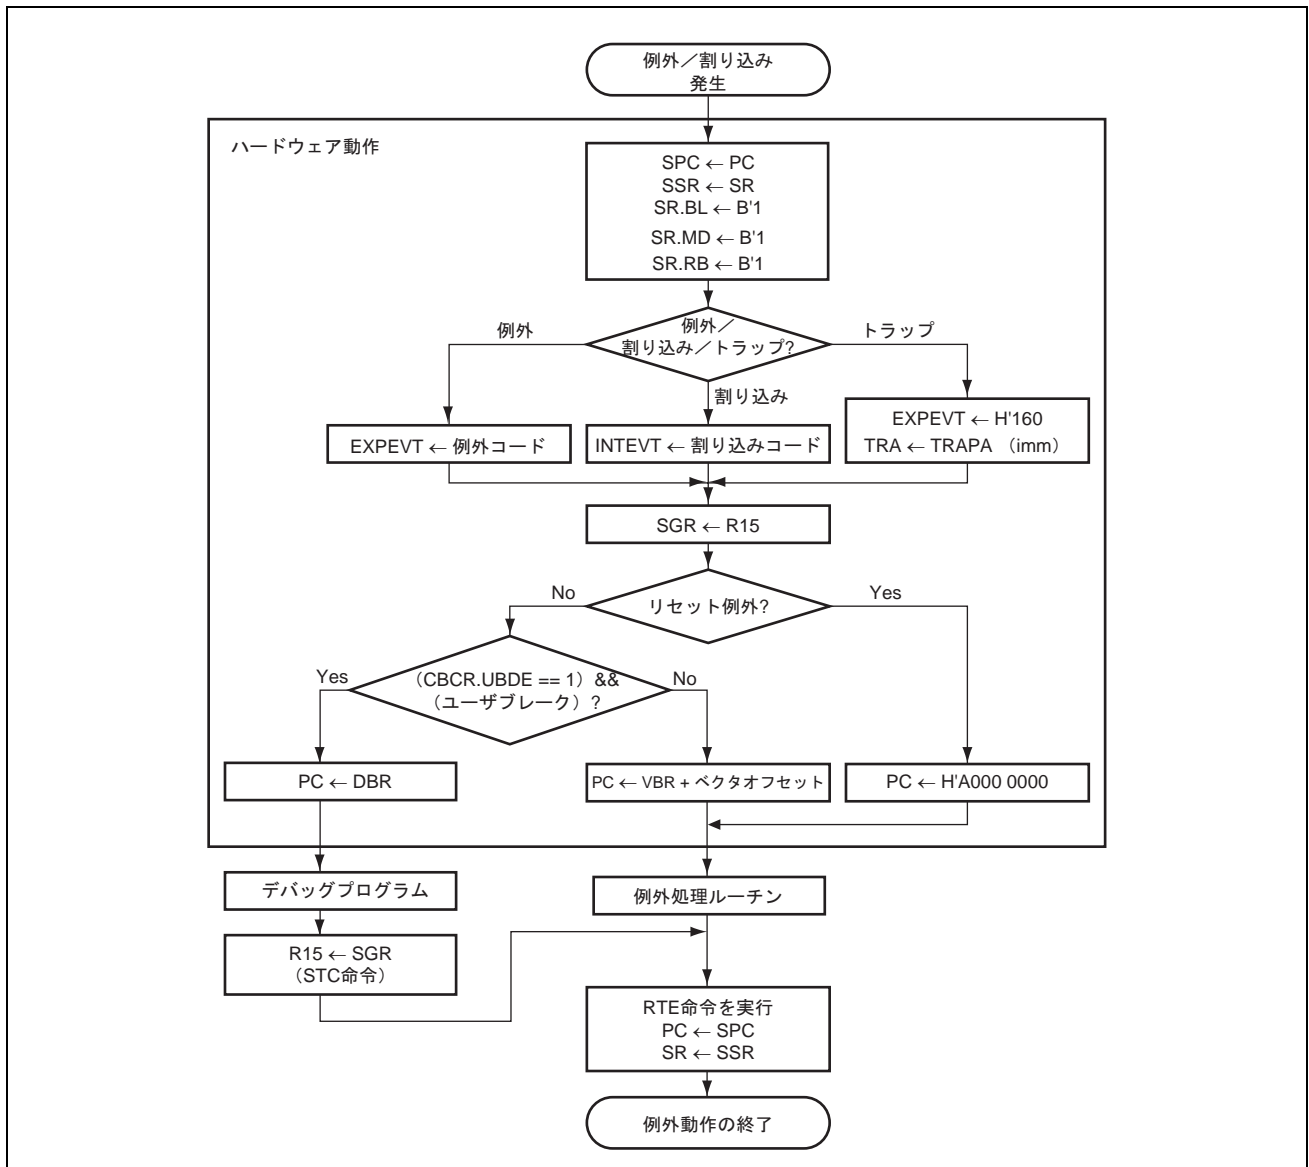 例外／割り込み
発生
ハードウェア動作
SPC ← PC
SSR ← SR
SR.BL ← B'1
SR.MD ← B'1
SR.RB ← B'1
例外
例外／
割り込み／トラップ?
トラップ
割り込み
EXPEVT ← 例外コード
INTEVT ← 割り込みコード
EXPEVT ← H'160
TRA ← TRAPA （imm）
SGR ← R15
No
リセット例外?
Yes
Yes
（CBCR.UBDE == 1）&&
（ユーザブレーク）?
No
PC ← DBR
PC ← VBR + ベクタオフセット
PC ← H'A000 0000
デバッグプログラム
例外処理ルーチン
R15 ← SGR
（STC命令）
RTE命令を実行
PC ← SPC
SR ← SSR
例外動作の終了